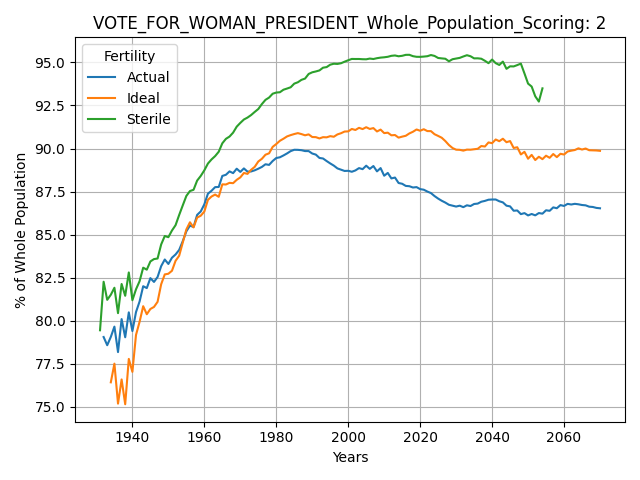 VOTE_FOR_WOMAN_PRESIDENT_Whole_Population_Scoring: 2
Fertility
Actual
Ideal
Sterile
% of Whole Population
95.0
92.5
90.0
87.5
85.0
82.5
80.0
77.5
75.0
1940 1960 1980 2000 2020 2040 2060
Years